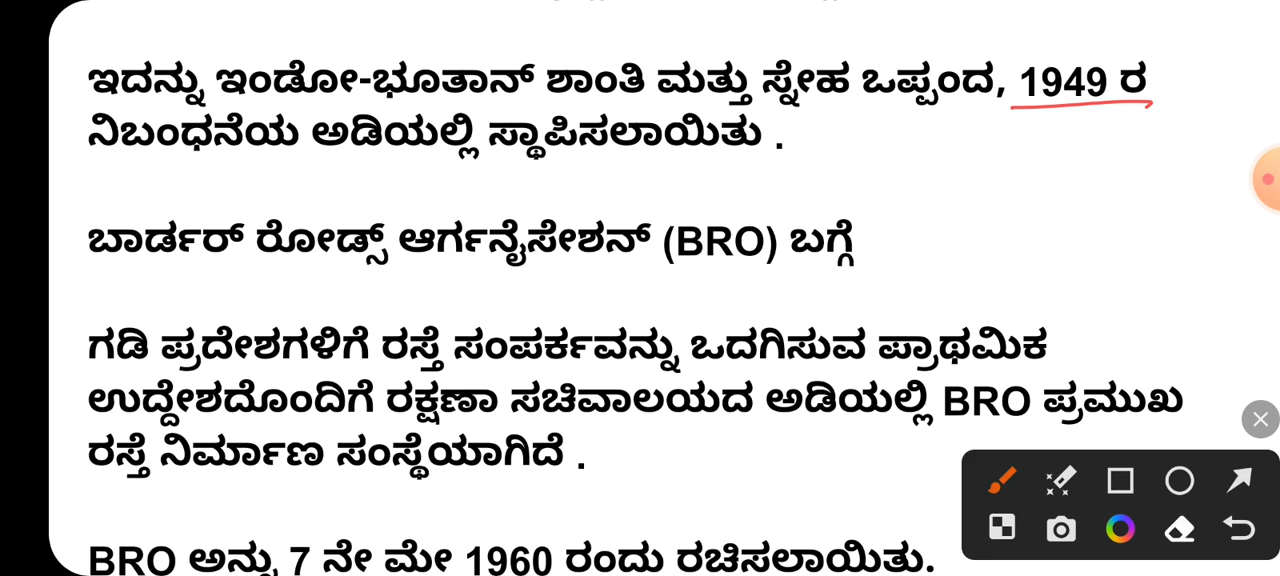 ಇದನ್ನು ಇಂಡೋ-ಭೂತಾನ್ ಶಾಂತಿ ಮತ್ತು ಸ್ನೇಹ ಒಪ್ಪಂದ, 1949 ರ
ನಿಬಂಧನೆಯ ಅಡಿಯಲ್ಲಿ ಸ್ಥಾಪಿಸಲಾಯಿತು .
ಬಾರ್ಡರ್ ರೋಡ್ಸ್ ಆರ್ಗನೈಸೇಶನ್ (BRO) ಬಗ್ಗೆ
ಗಡಿ ಪ್ರದೇಶಗಳಿಗೆ ರಸ್ತೆ ಸಂಪರ್ಕವನ್ನು ಒದಗಿಸುವ ಪ್ರಾಥಮಿಕ
ಉದ್ದೇಶದೊಂದಿಗೆ ರಕ್ಷಣಾ ಸಚಿವಾಲಯದ ಅಡಿಯಲ್ಲಿ BRO ಪ್ರಮುಖ
ರಸ್ತೆ ನಿರ್ಮಾಣ ಸಂಸ್ಥೆಯಾಗಿದೆ .
BRO ಅನ್ನು 7 ನೇ ಮೇ 1960 ರಂದು ರಚಿಸಲಾಯಿತು.